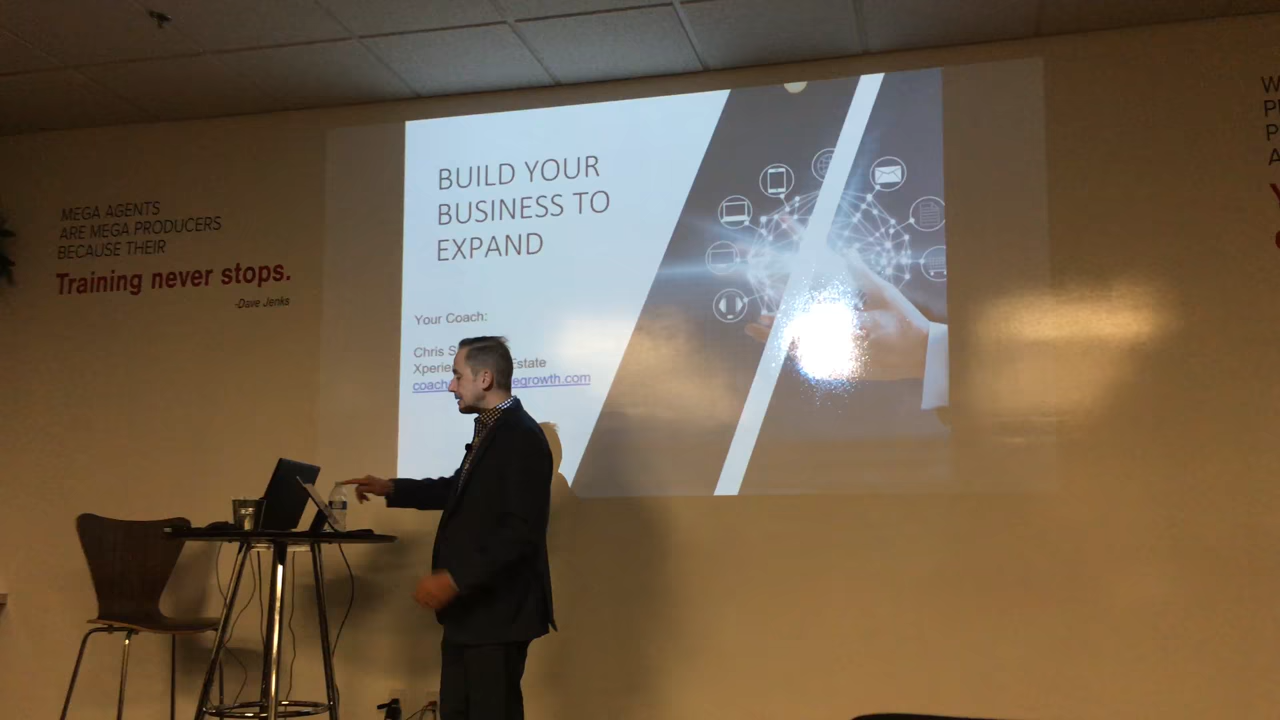 MEGA AGENTS
ARE MEGA PRODUCERS
BECAUSE THEIR
Training never stops.
-Dave Jenks
BUILD YOUR
BUSINESS TO
EXPAND
Your Coach:
Chris
Estate
egrowth.com